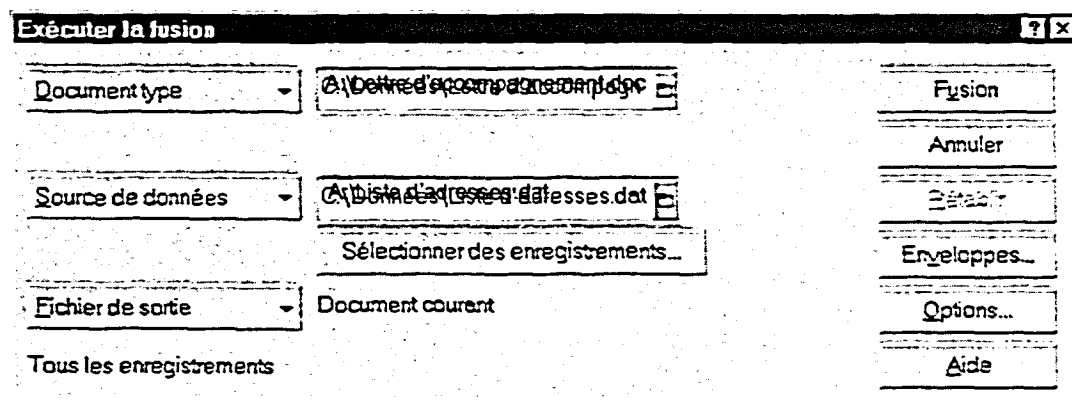 Exécuter la fusion
Document type
Fusion
Annuler
Source de données
Rétablir
Sélectionner des enregistrements...
Enveloppes...
Fichier de sortie
Document courant
Options...
Tous les enregistrements
Aide